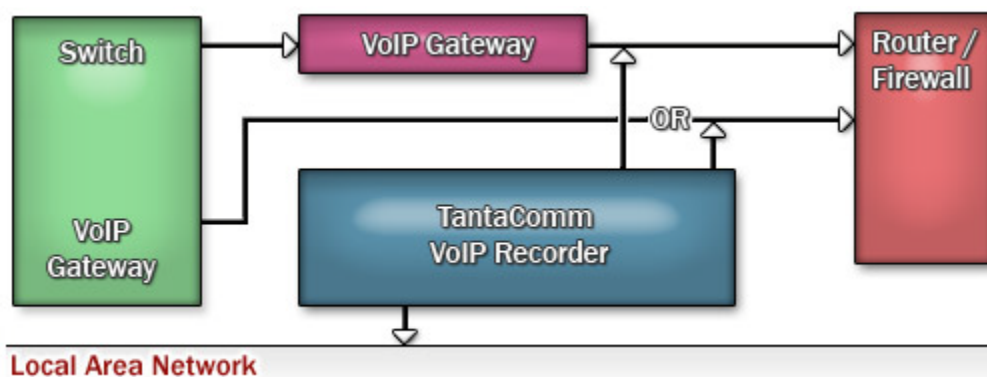 Switch
VoIP Gateway
Router /
Firewall
OR
VoIP
Gateway
TantaComm
VoIP Recorder
Local Area Network